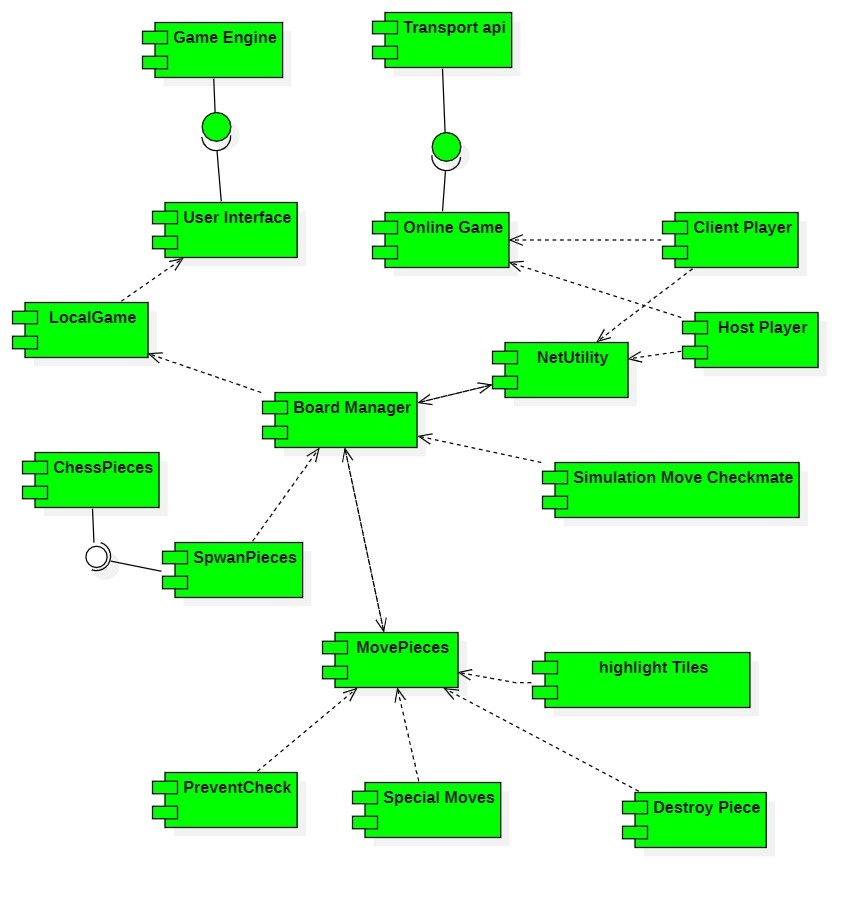 Game Engine
Transport api
User Interface
Online Game
Client Player
LocalGame
Host Player
NetUtility
Board Manager
ChessPieces
Simulation Move Checkmate
SpwanPieces
MovePieces
highlight Tiles
PreventCheck
Special Moves
Destroy Piece